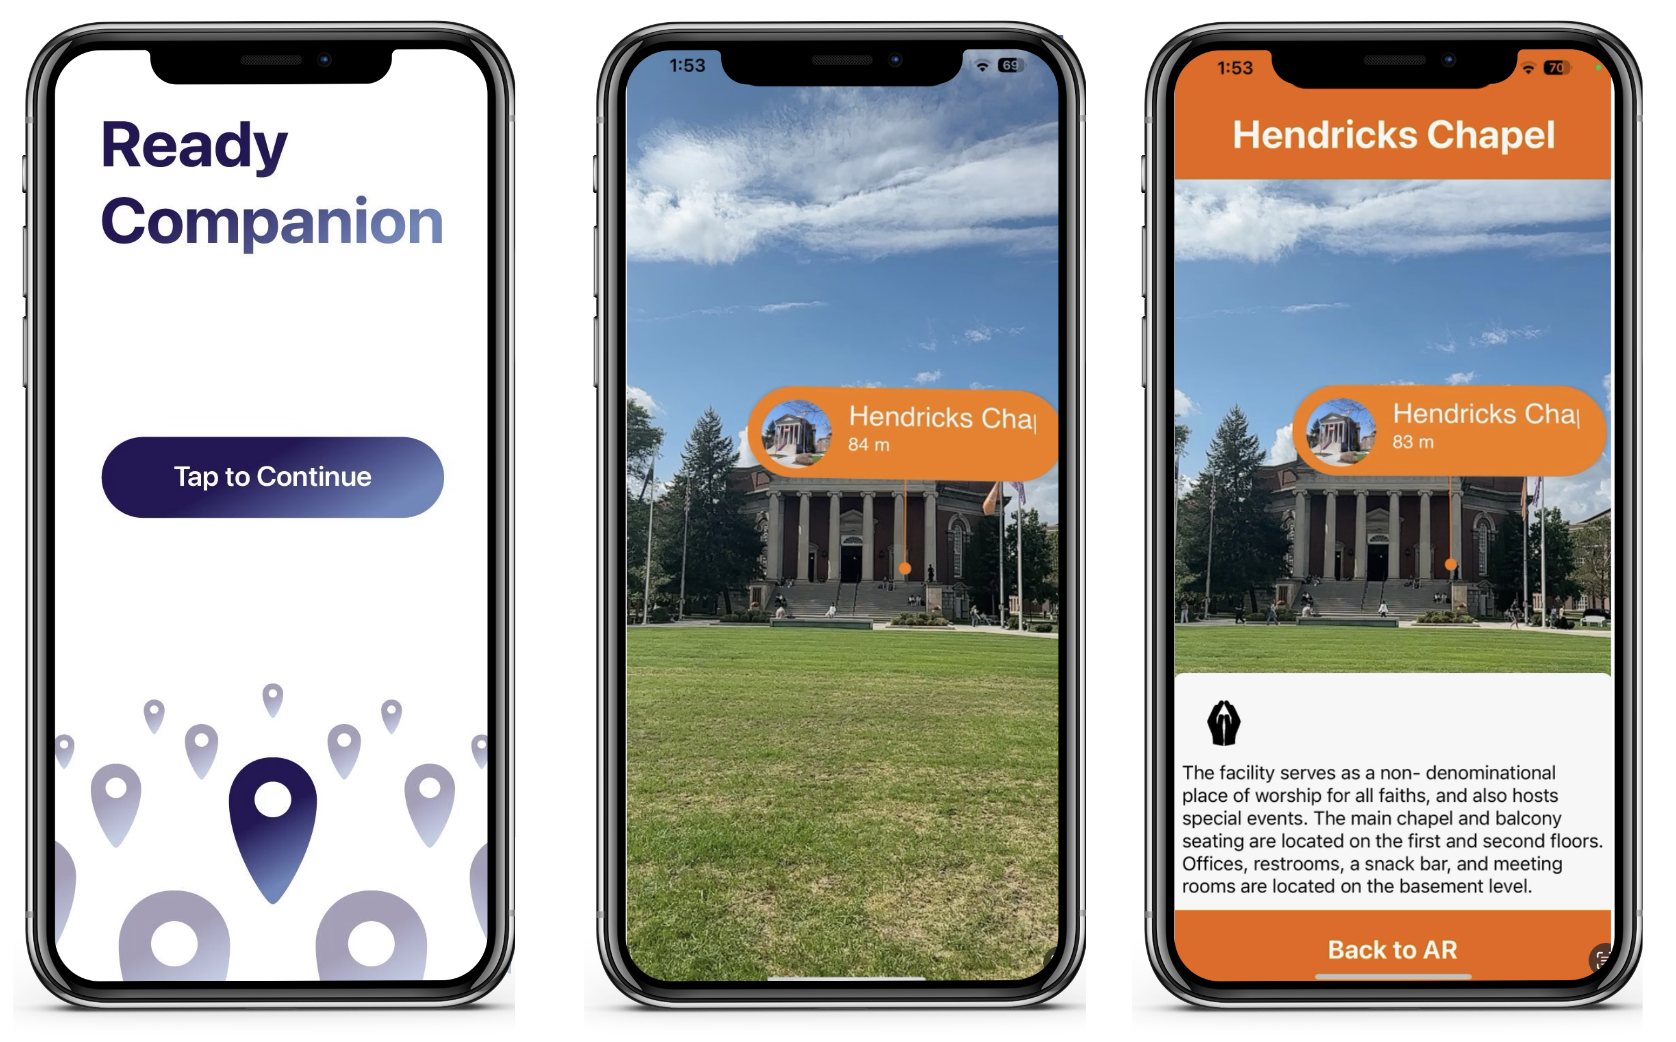 Ready
Companion
Tap to Continue
1:53
69
Hendricks Cha
84 m
1:53
70
Hendricks Chapel
Hendricks Cha
83 m
The facility serves as a non- denominational
place of worship for all faiths, and also hosts
special events. The main chapel and balcony
seating are located on the first and second floors.
Offices, restrooms, a snack bar, and meeting
rooms are located on the basement level.
Back to AR